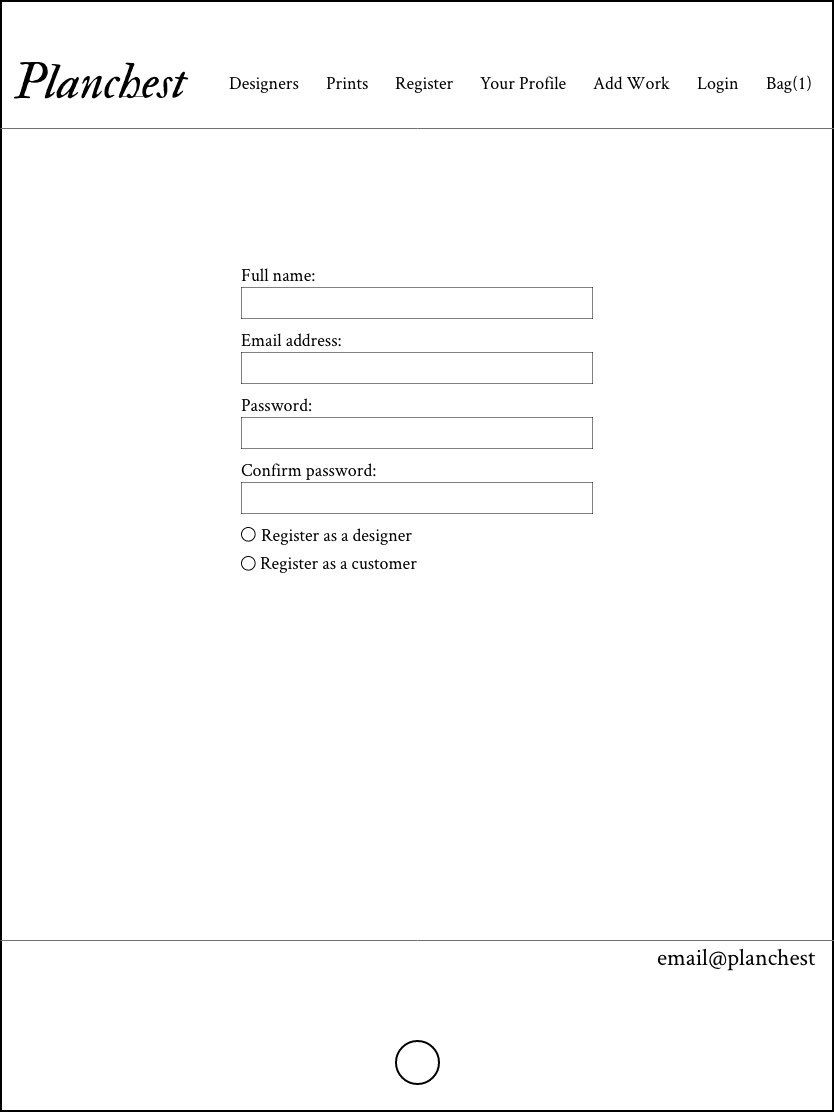 Planchest Designers Prints Register Your Profile Add Work Login Bag(1)
Full name:
Email address:
Password:
Confirm password:
Register as a designer
Register as a customer
email@planchest